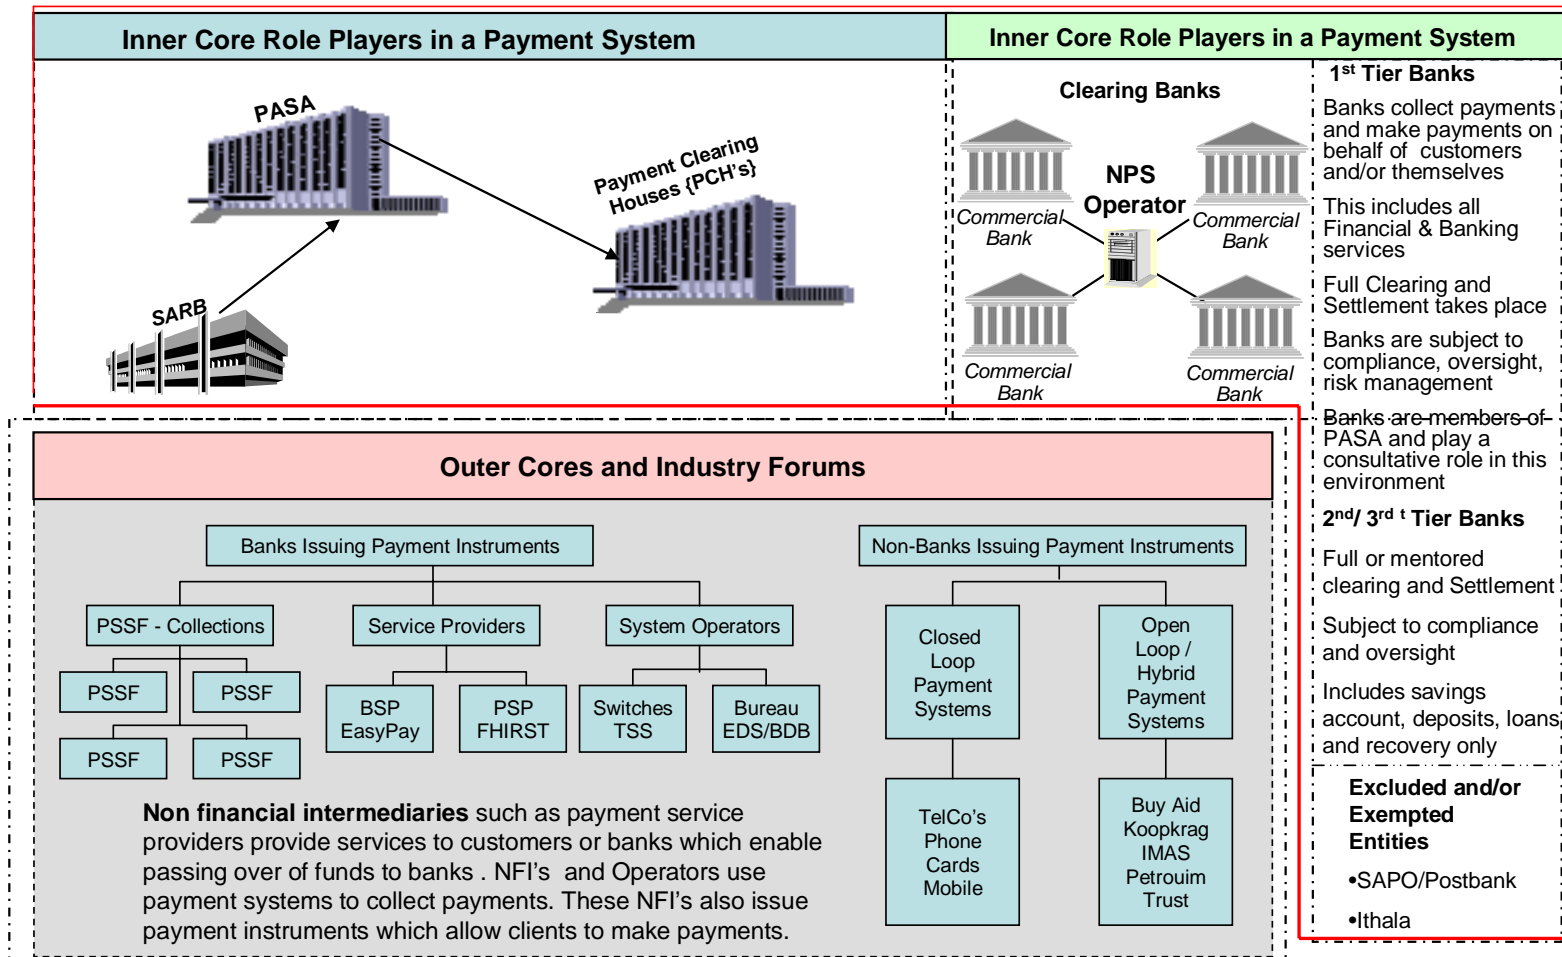 Inner Core Role Players in a Payment System
PASA
Payment Clearing
Houses {PCH's}
SARB
Inner Core Role Players in a Payment System
Clearing Banks
NPS
Operator
Commercial
Bank
Commercial
Bank
Commercial
Bank
Commercial
Bank
1st Tier Banks
Banks collect payments
and make payments on
behalf of customers
and/or themselves
This includes all
Financial & Banking
services
Full Clearing and
Settlement takes place
Banks are subject to
compliance, oversight,
risk management
Banks are members of
PASA and play a
consultative role in this
environment
2nd/ 3rd t Tier Banks
Full or mentored
clearing and Settlement
Subject to compliance
and oversight
Includes savings
account, deposits, loans
and recovery only
Excluded and/or
Exempted
Entities
•SAPO/Postbank
•Ithala
Outer Cores and Industry Forums
Banks Issuing Payment Instruments
PSSF - Collections
Service Providers
System Operators
PSSF
PSSF
PSSF
PSSF
BSP
EasyPay
PSP
FHIRST
Switches
TSS
Bureau
EDS/BDB
Non-Banks Issuing Payment Instruments
Closed
Loop
Payment
Systems
Open
Loop /
Hybrid
Payment
Systems
TelCo's
Phone
Cards
Mobile
Buy Aid
Koopkrag
IMAS
Petrouim
Trust
Non financial intermediaries such as payment service
providers provide services to customers or banks which enable
passing over of funds to banks . NFI's and Operators use
payment systems to collect payments. These NFI's also issue
payment instruments which allow clients to make payments.